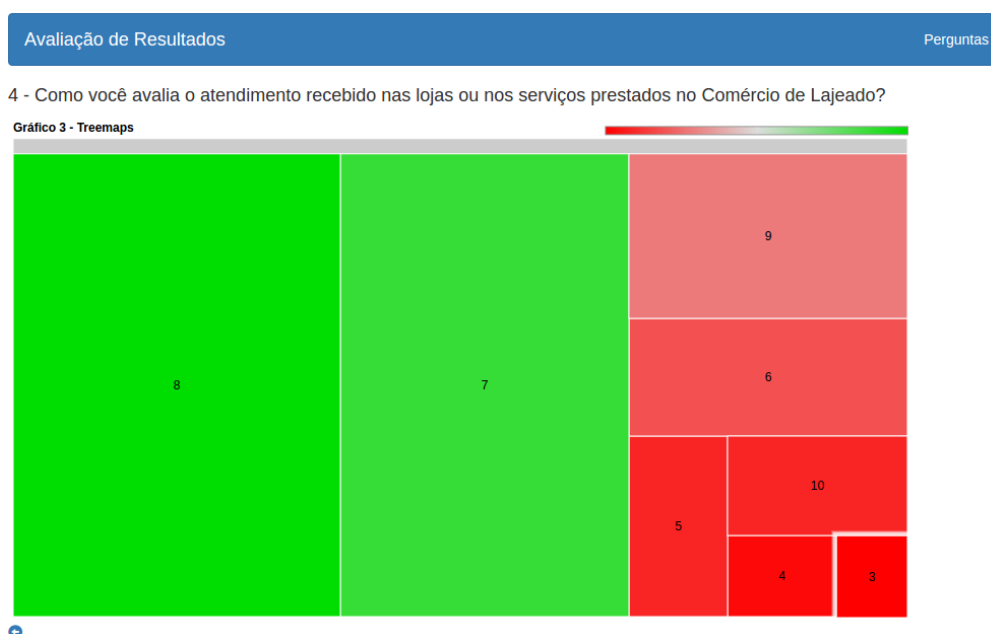 Avaliação de Resultados
Perguntas
4 - Como você avalia o atendimento recebido nas lojas ou nos serviços prestados no Comércio de Lajeado?
Gráfico 3 - Treemaps
9
8
7
6
10
5
4
3